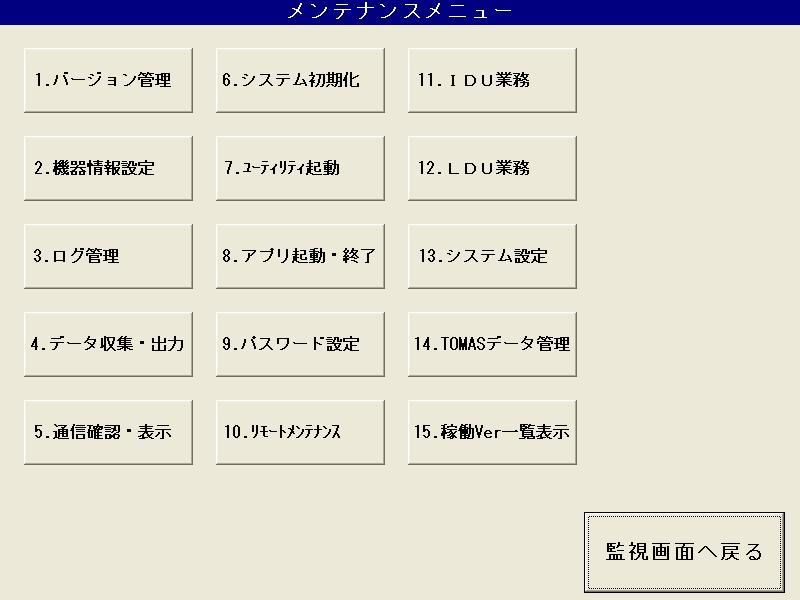 メンテナンスメニュー
1.バージョン管理
6.システム初期化
11.ＩＤＵ業務
2.機器情報設定
7.ﾕｰﾃｨﾘﾃｨ起動
12.ＬＤＵ業務
3.ログ管理
8.アプリ起動・終了
13.システム設定
4.データ収集・出力
9.パスワード設定
14.TOMASデータ管理
5.通信確認・表示
10.ﾘﾓｰﾄﾒﾝﾃﾅﾝｽ
15.稼働Ver一覧表示
監視画面へ戻る